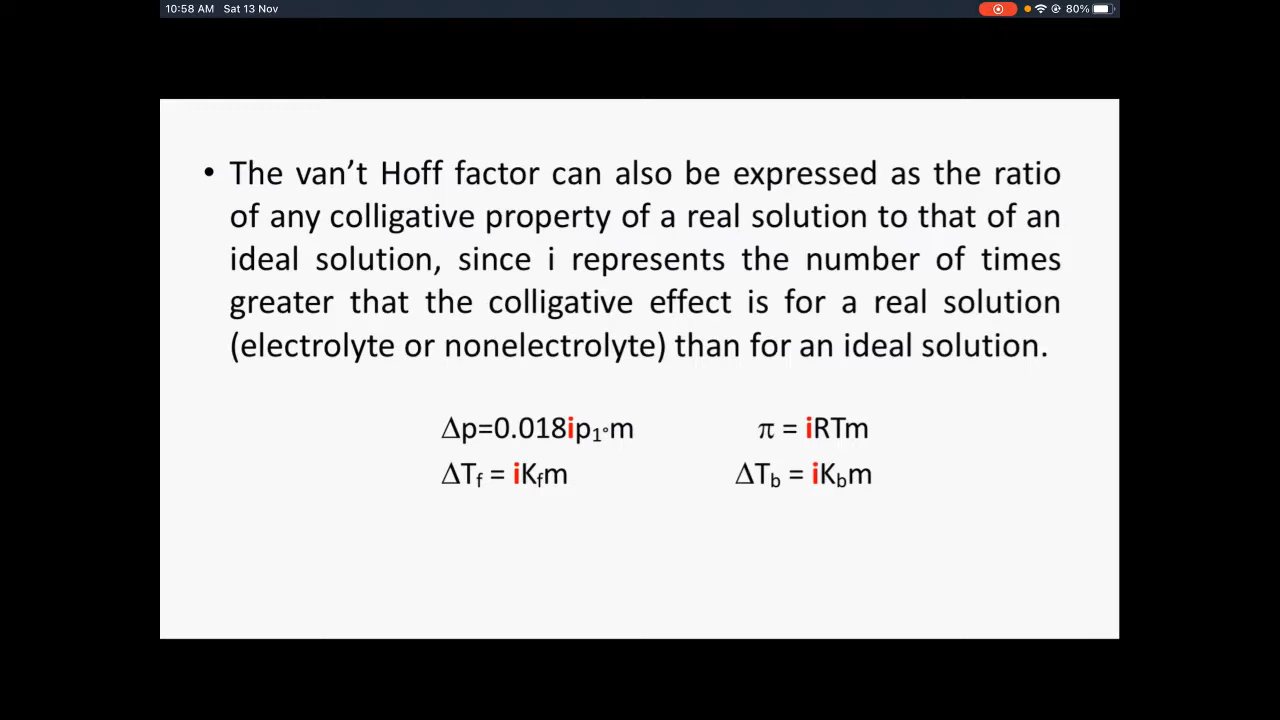 10:58 AM Sat 13 Nov 80%
• The van't Hoff factor can also be expressed as the ratio
of any colligative property of a real solution to that of an
ideal solution, since i represents the number of times
greater that the colligative effect is for a real solution
(electrolyte or nonelectrolyte) than for an ideal solution.
Δp=0.018ip₁°m π = iRTm
ΔTf = iKfm ΔTb = iKbm